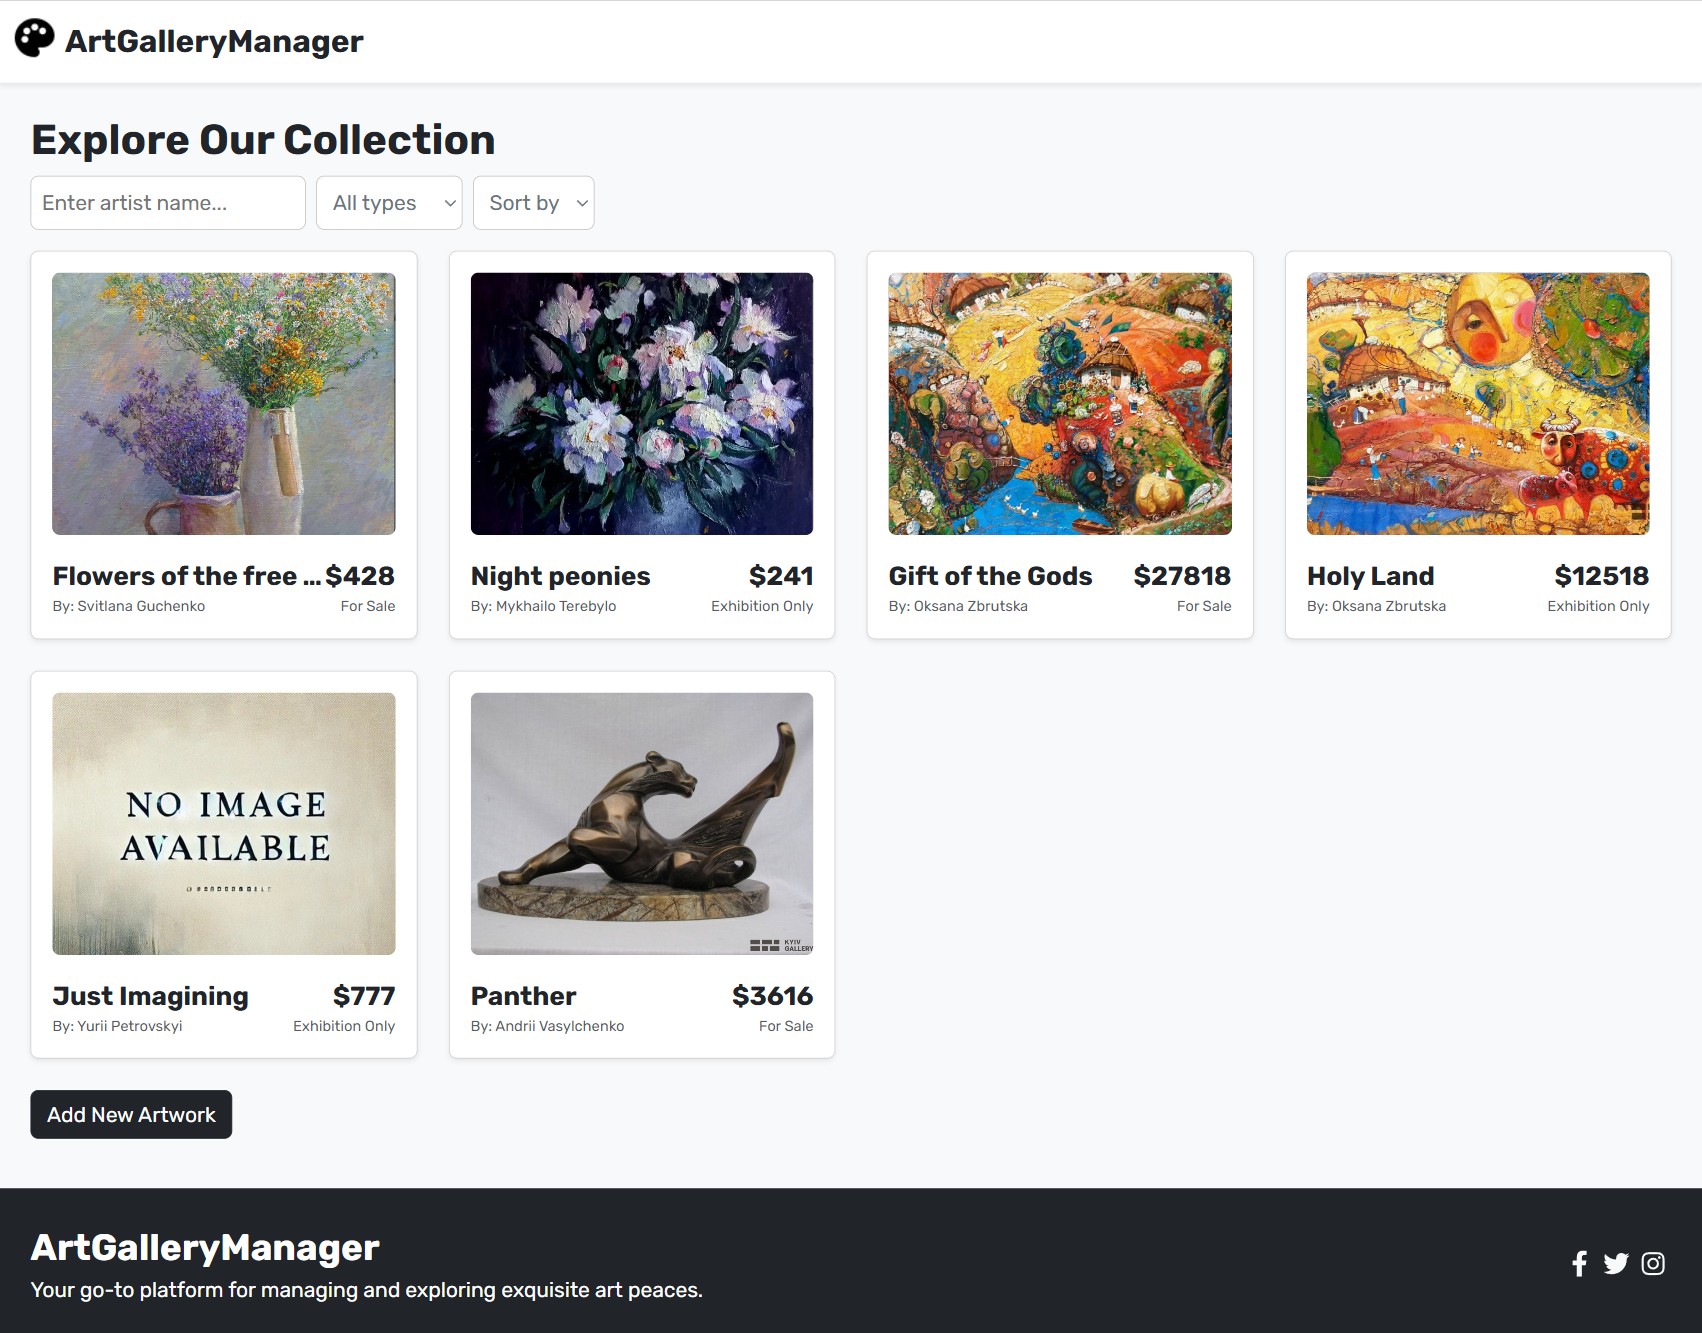 ArtGalleryManager
Explore Our Collection
Enter artist name...
All types
Sort by
Flowers of the free ... $428
By: Svitlana Guchenko For Sale
Night peonies $241
By: Mykhailo Terebylo Exhibition Only
Gift of the Gods $27818
By: Oksana Zbrutska For Sale
Holy Land $12518
By: Oksana Zbrutska Exhibition Only
NO IMAGE
AVAILABLE
Just Imagining $777
By: Yurii Petrovskyi Exhibition Only
KYIV
GALLERY
Panther $3616
By: Andrii Vasylchenko For Sale
Add New Artwork
ArtGalleryManager
Your go-to platform for managing and exploring exquisite art peaces.